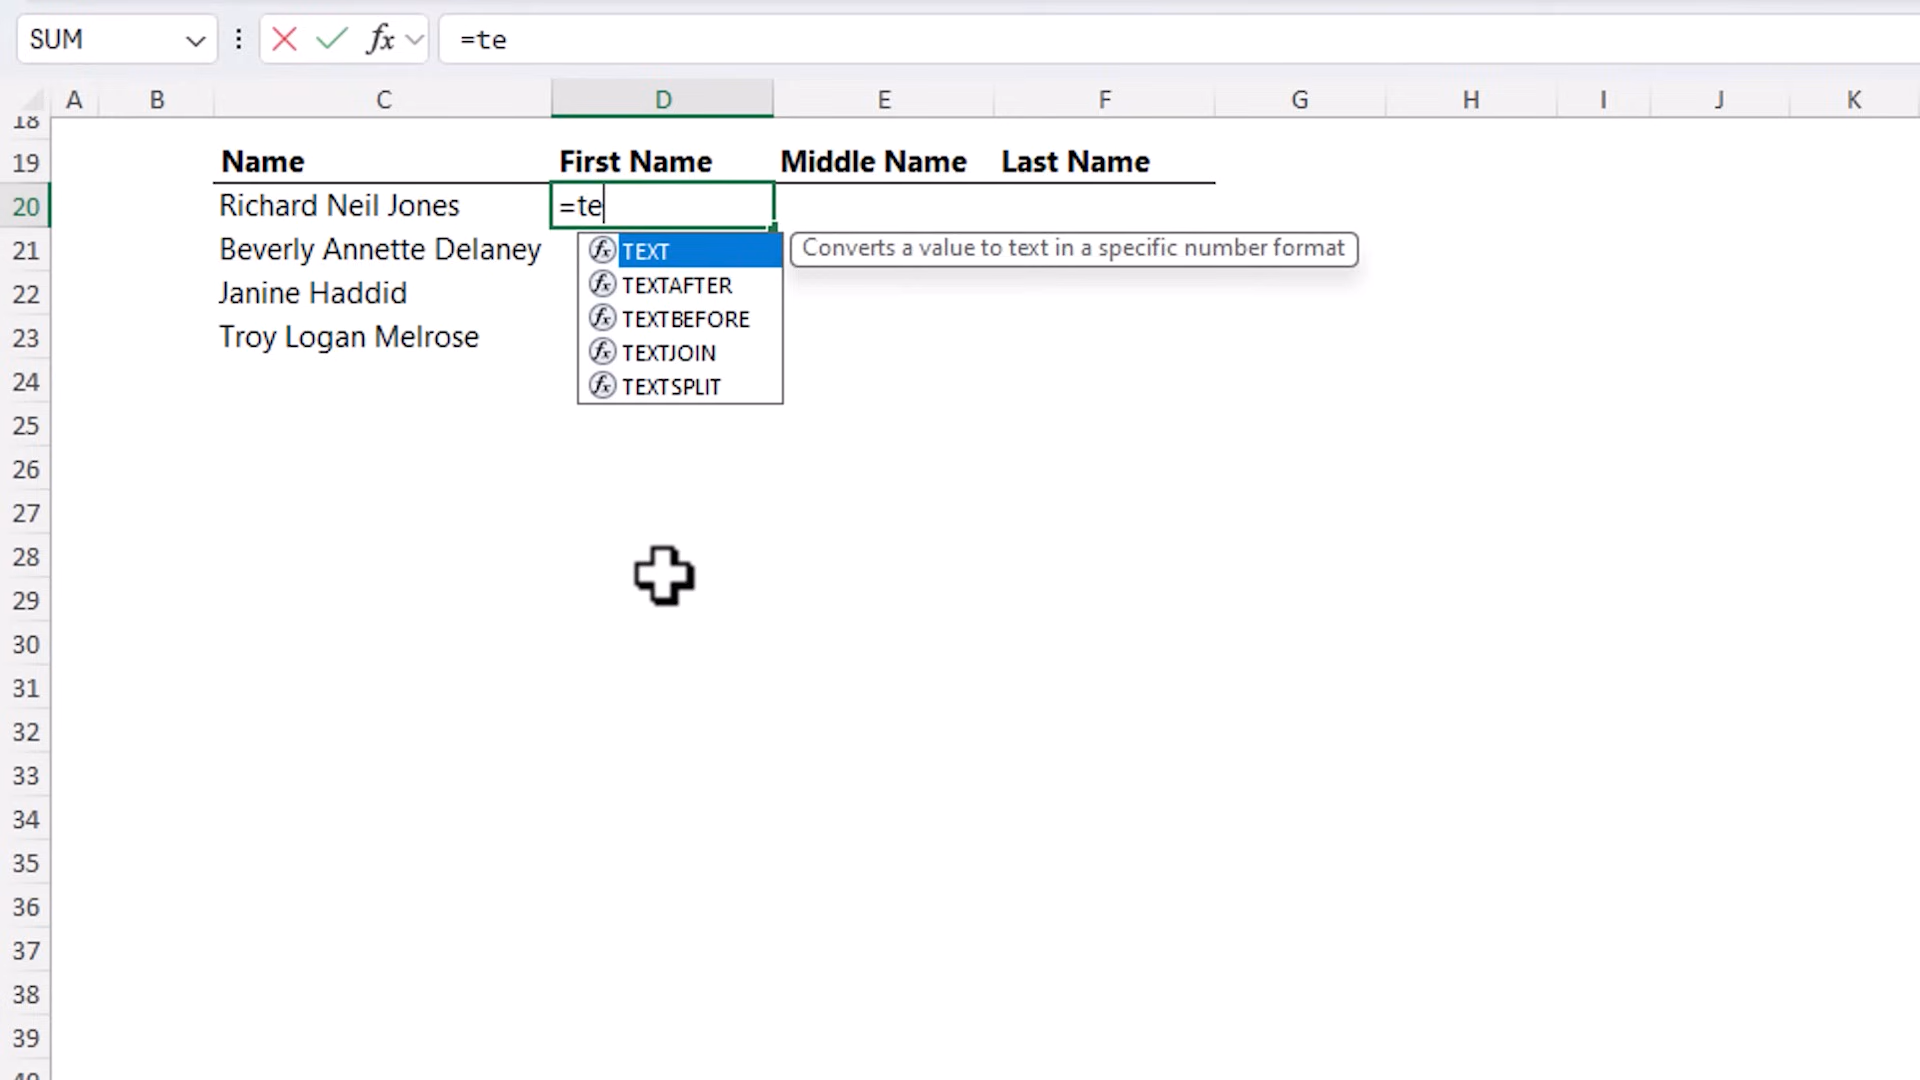 SUM fx =te
A B C D E F G H I J K
18
19 Name First Name Middle Name Last Name
20 Richard Neil Jones =te
21 Beverly Annette Delaney TEXT Converts a value to text in a specific number format
22 Janine Haddid TEXTAFTER
TEXTBEFORE
23 Troy Logan Melrose TEXTJOIN
24 TEXTSPLIT
25
26
27
28
29
30
31
32
33
34
35
36
37
38
39
40